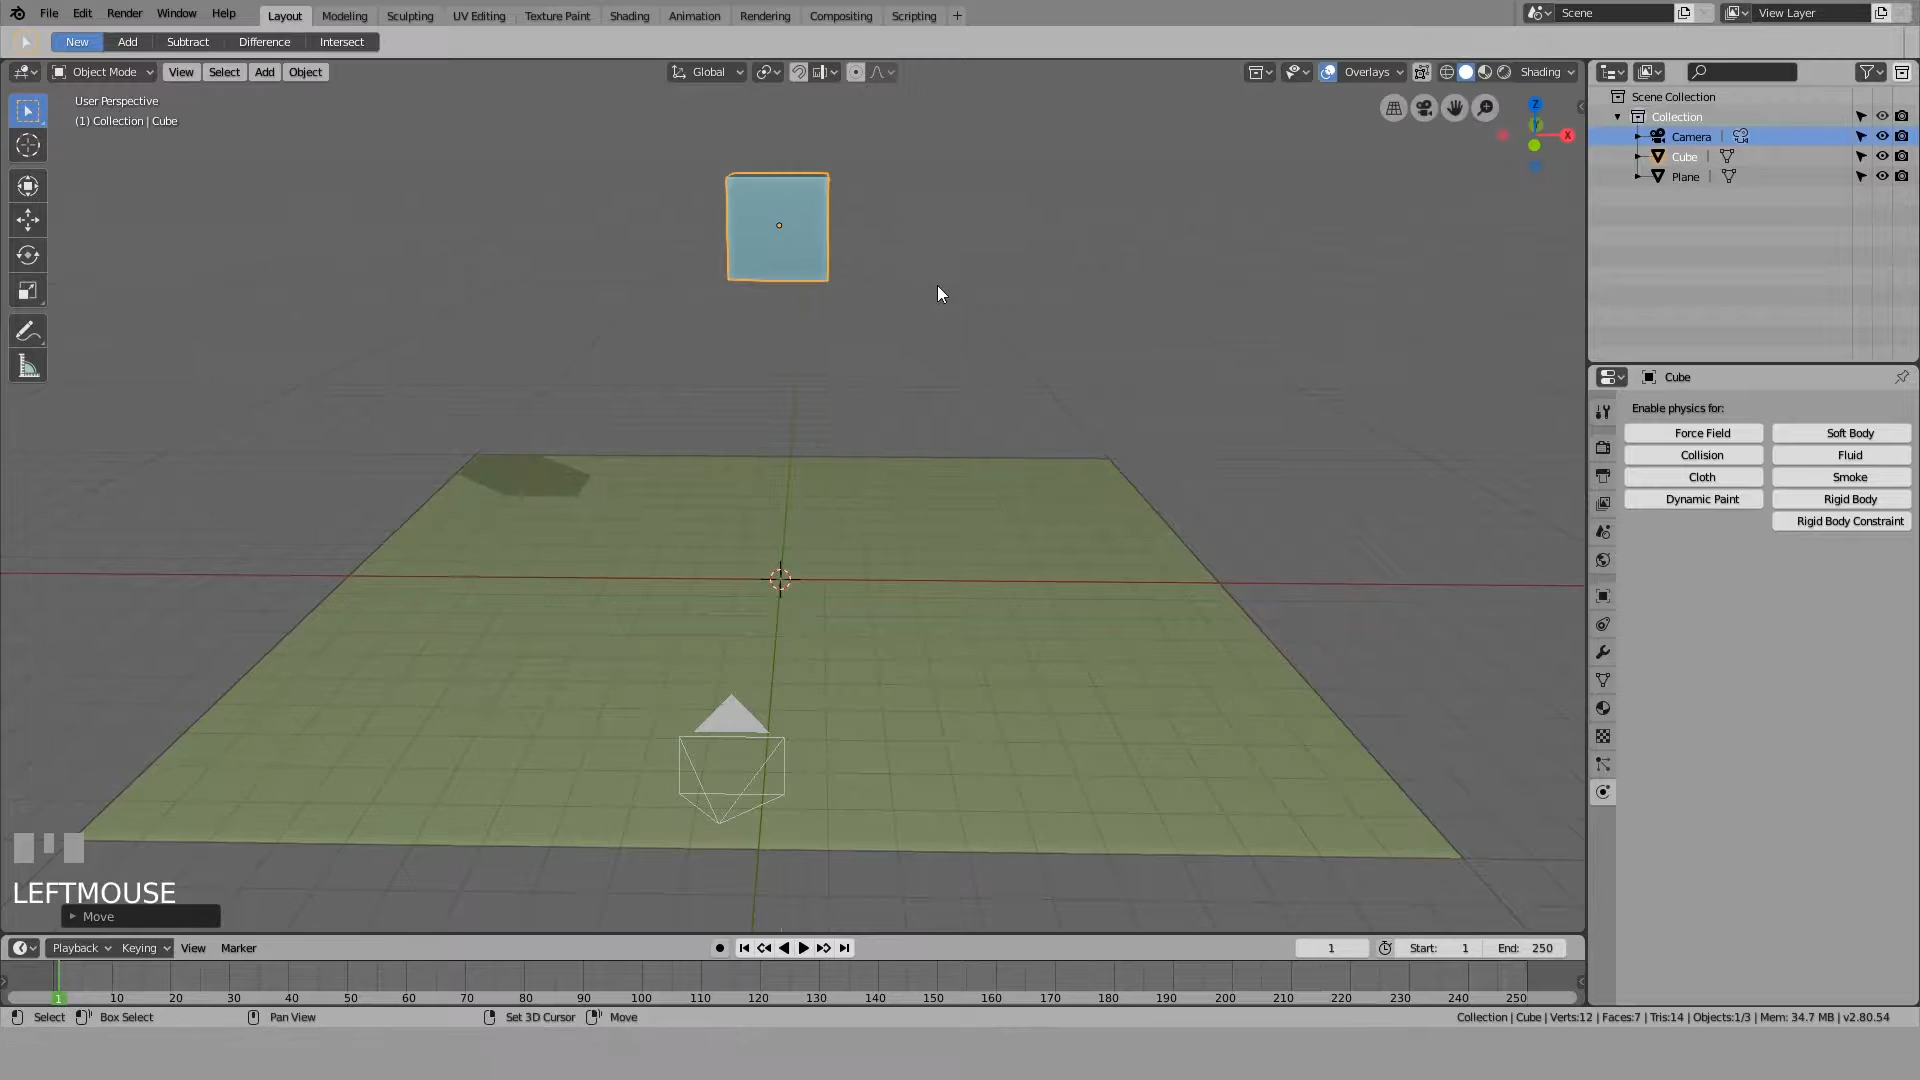 File Edit Render Window Help Layout Modeling Sculpting UV Editing Texture Paint Shading Animation Rendering Compositing Scripting + Scene View Layer
New Add Subtract Difference Intersect
Object Mode View Select Add Object Global Overlays Shading
User Perspective
(1) Collection | Cube
Z
Y
X
Scene Collection
Collection
Camera
Cube
Plane
Cube
Enable physics for:
Force Field Soft Body
Collision Fluid
Cloth Smoke
Dynamic Paint Rigid Body
Rigid Body Constraint
LEFTMOUSE
Move
Playback Keying View Marker 1 Start: 1 End: 250
1 10 20 30 40 50 60 70 80 90 100 110 120 130 140 150 160 170 180 190 200 210 220 230 240 250
Select Box Select Pan View Set 3D Cursor Move Collection | Cube | Verts:12 | Faces:7 | Tris:14 | Objects:1/3 | Mem: 34.7 MB | v2.80.54